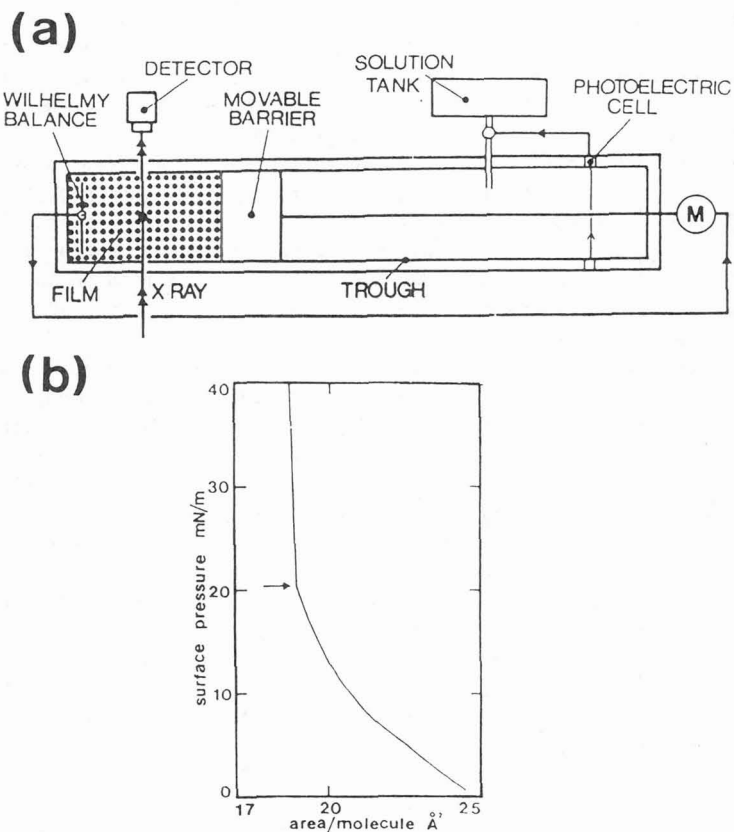 (a)
DETECTOR
SOLUTION
TANK
PHOTOELECTRIC
CELL
WILHELMY
BALANCE
MOVABLE
BARRIER
M
FILM
X RAY
TROUGH
(b)
surface pressure mN/m
40
30
20
10
0
17
20
25
area/molecule Å²